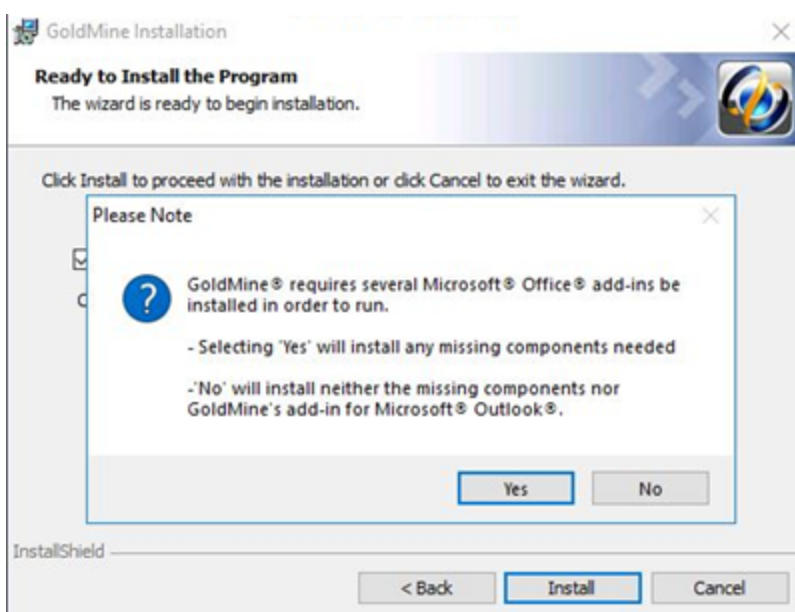 GoldMine Installation
Ready to Install the Program
The wizard is ready to begin installation.
Click Install to proceed with the installation or click Cancel to exit the wizard.
Please Note
GoldMine® requires several Microsoft® Office® add-ins be
installed in order to run.
- Selecting 'Yes' will install any missing components needed
-'No' will install neither the missing components nor
GoldMine's add-in for Microsoft® Outlook®.
Yes No
InstallShield
< Back Install Cancel